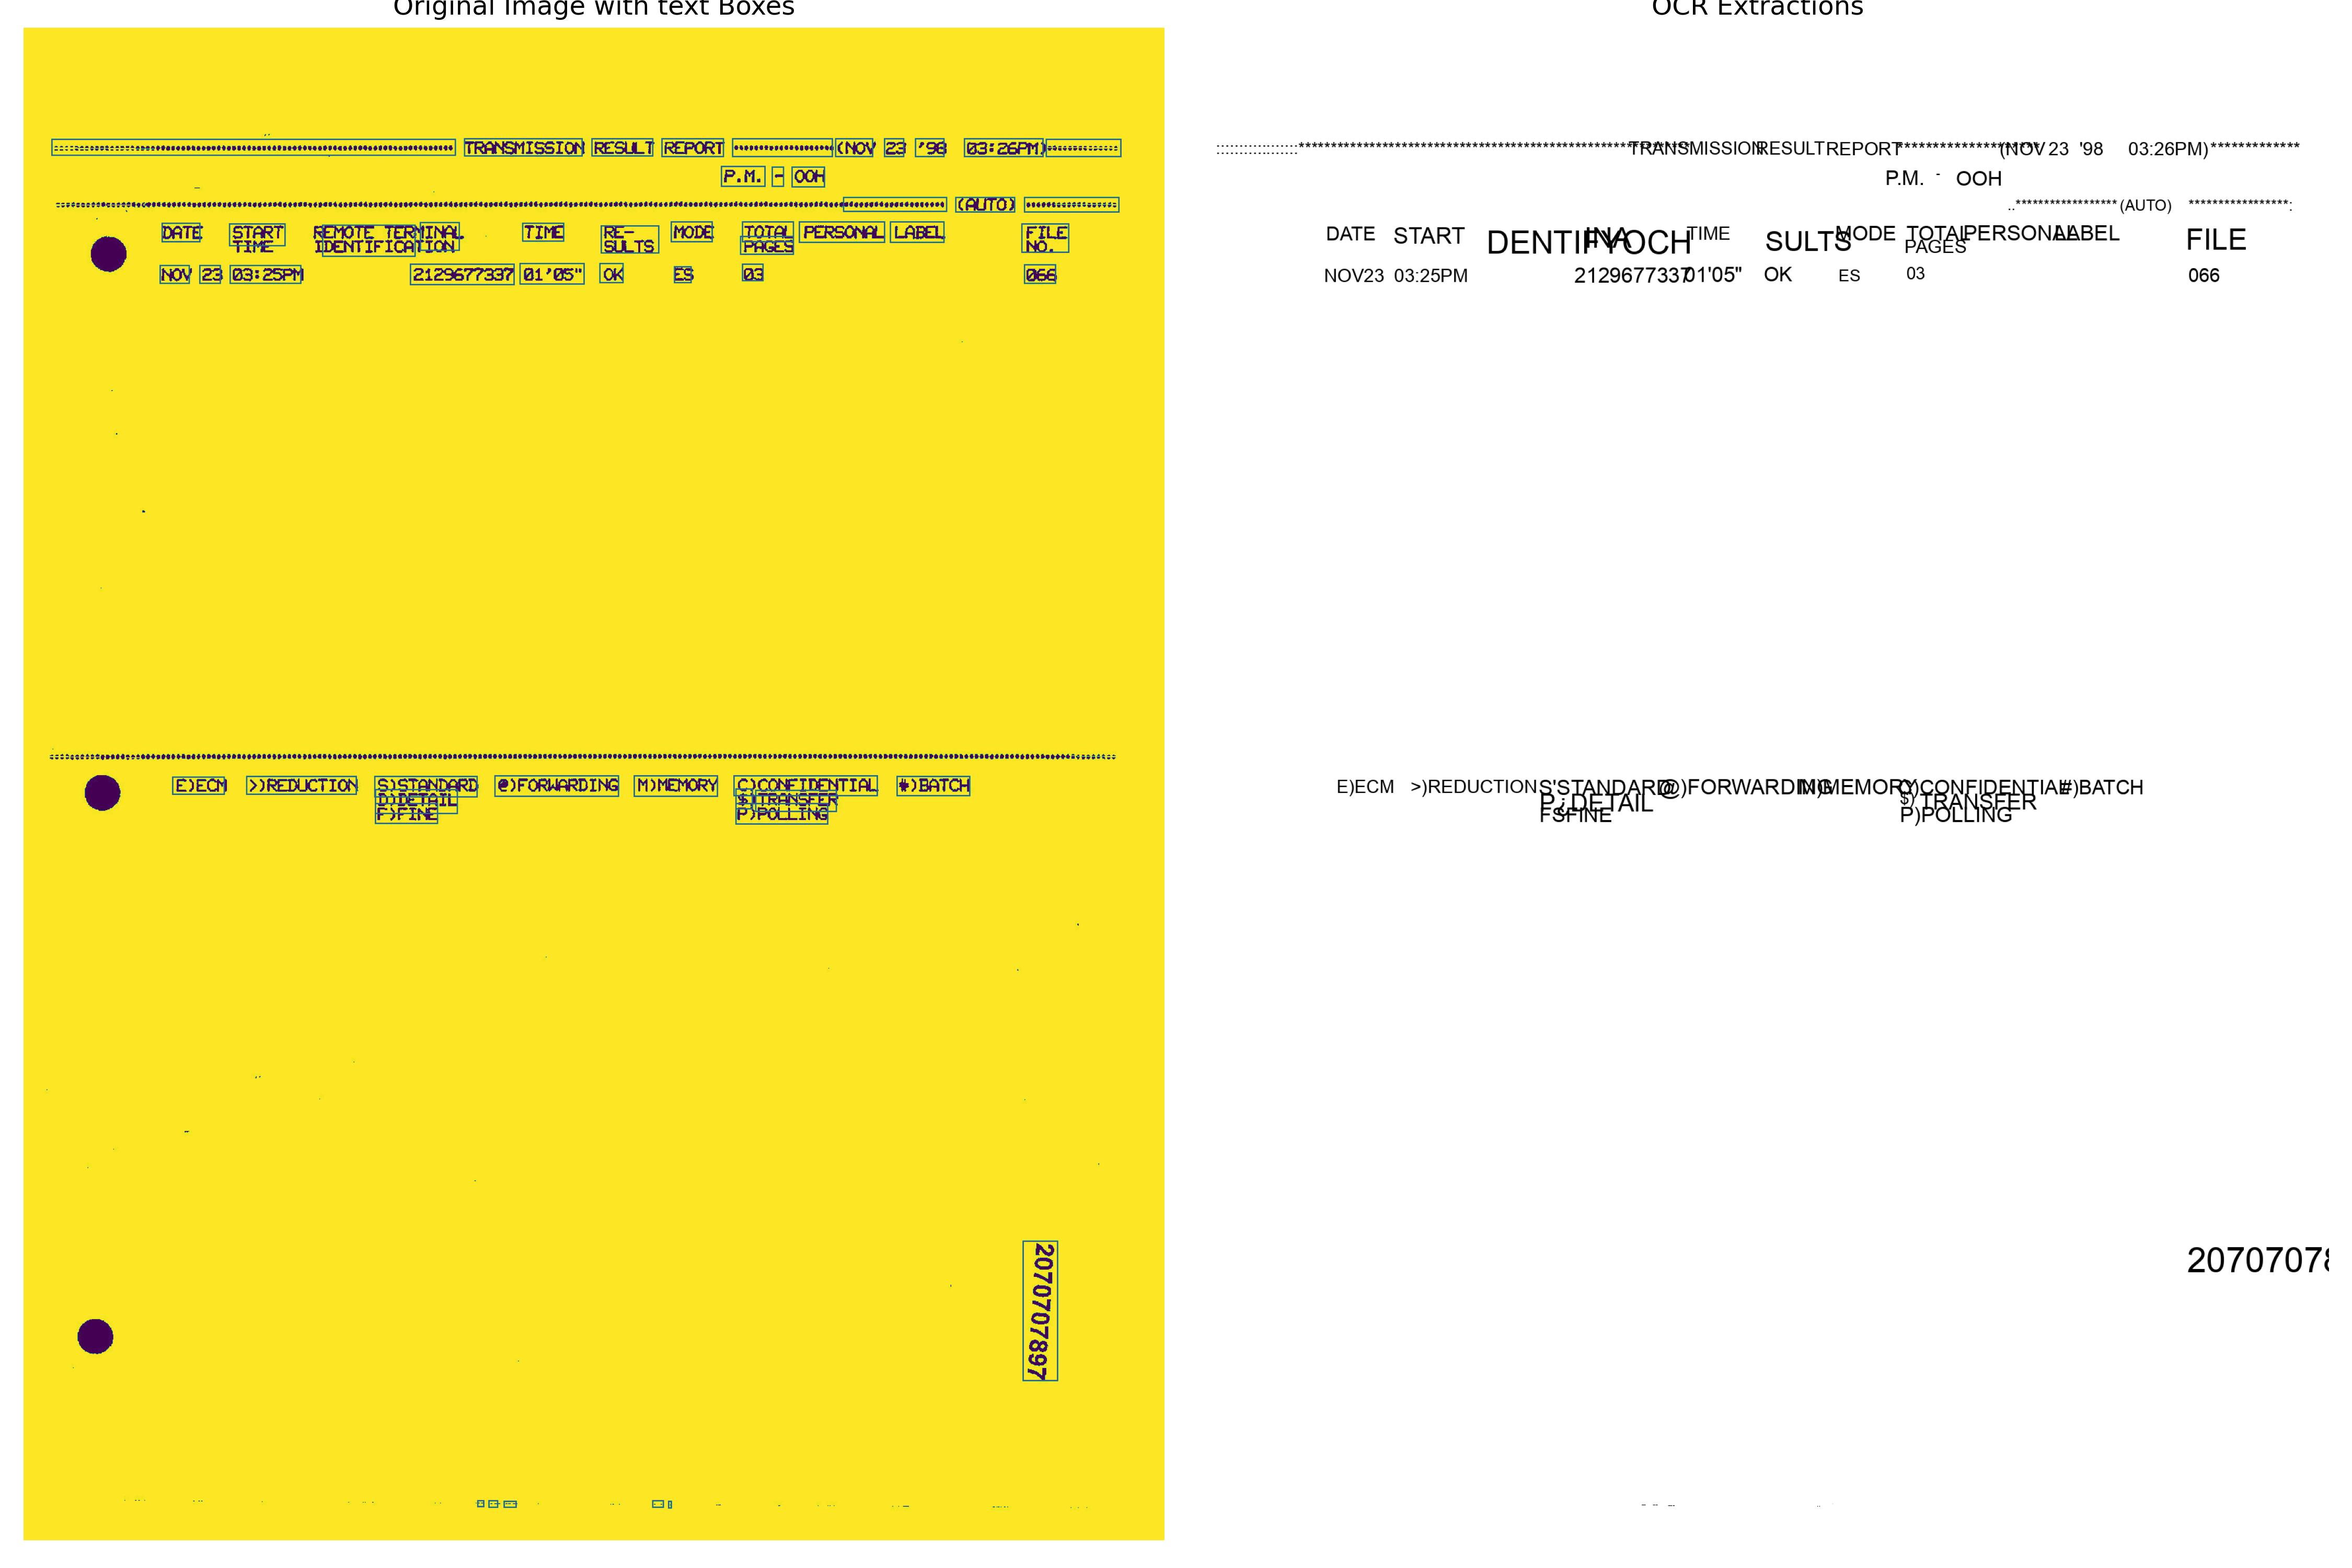 Original Image with text Boxes
TRANSMISSION RESULT REPORT ******************(NOV 23 '98 03:26PM)*************
P.M. - OOH
(AUTO)
DATE START REMOTE TERMINAL TIME RE- MODE TOTAL PERSONAL LABEL FILE
TIME IDENTIFICATION SULTS PAGES NO.
NOV 23 03:25PM 2129677337 01'05" OK ES 03 066
E)ECM >)REDUCTION S)STANDARD @)FORWARDING M)MEMORY C)CONFIDENTIAL #)BATCH
D)DETAIL $)TRANSFER
F)FINE P)POLLING
2070707897
OCR Extractions
TRANSMISSION RESULT REPORT ******************(NOV 23 '98 03:26PM)*************
P.M. - OOH
..*****************(AUTO) *****************:
DATE START DENTIFYOCH INA TIME SULTS MODE TOTAL PERSONAL LABEL FILE
PAGES
NOV23 03:25PM 2129677337 01'05" OK ES 03 066
E)ECM >)REDUCTION S'STANDARD @)FORWARDING M)MEMORY C)CONFIDENTIAL #)BATCH
P¿DETAIL $) TRANSFER
FSFINE P)POLLING
2070707